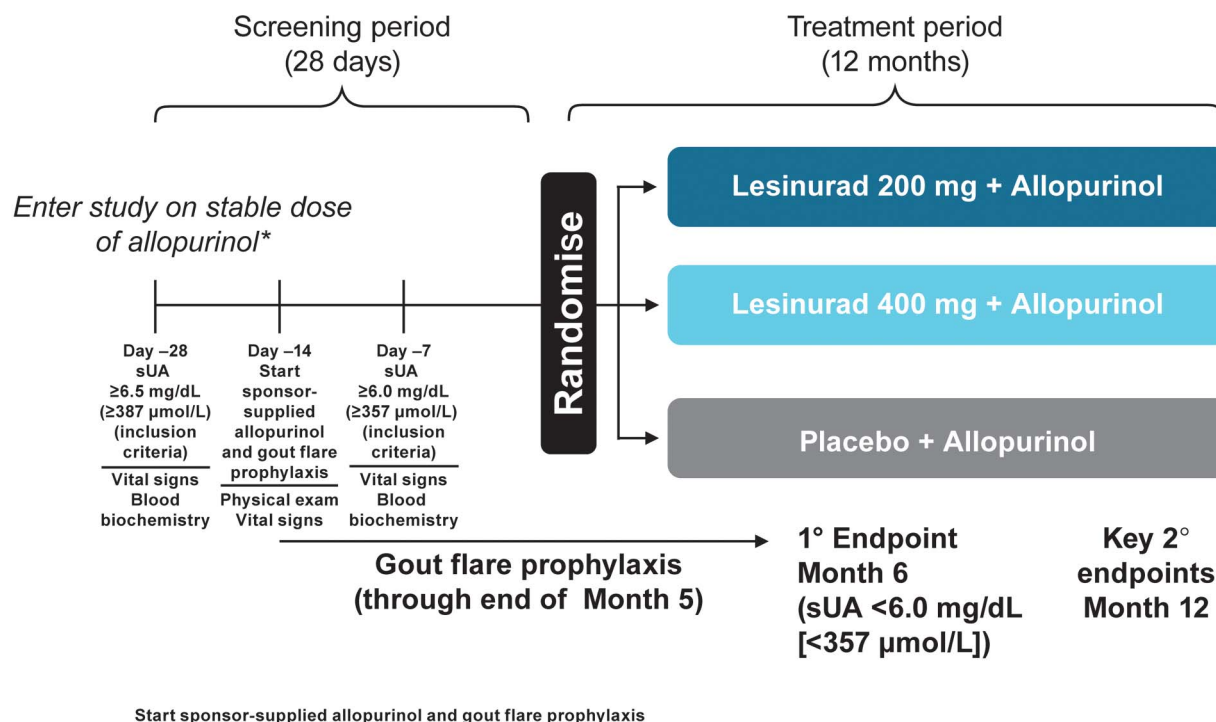 Screening period
(28 days)
Treatment period
(12 months)
Enter study on stable dose
of allopurinol*
Randomise
Lesinurad 200 mg + Allopurinol
Lesinurad 400 mg + Allopurinol
Placebo + Allopurinol
Day –28
sUA
≥6.5 mg/dL
(≥387 µmol/L)
(inclusion
criteria)
Vital signs
Blood
biochemistry
Day –14
Start
sponsor-
supplied
allopurinol
and gout flare
prophylaxis
Physical exam
Vital signs
Day –7
sUA
≥6.0 mg/dL
(≥357 µmol/L)
(inclusion
criteria)
Vital signs
Blood
biochemistry
Gout flare prophylaxis
(through end of Month 5)
1° Endpoint
Month 6
(sUA <6.0 mg/dL
[<357 µmol/L])
Key 2°
endpoints
Month 12
Start sponsor-supplied allopurinol and gout flare prophylaxis